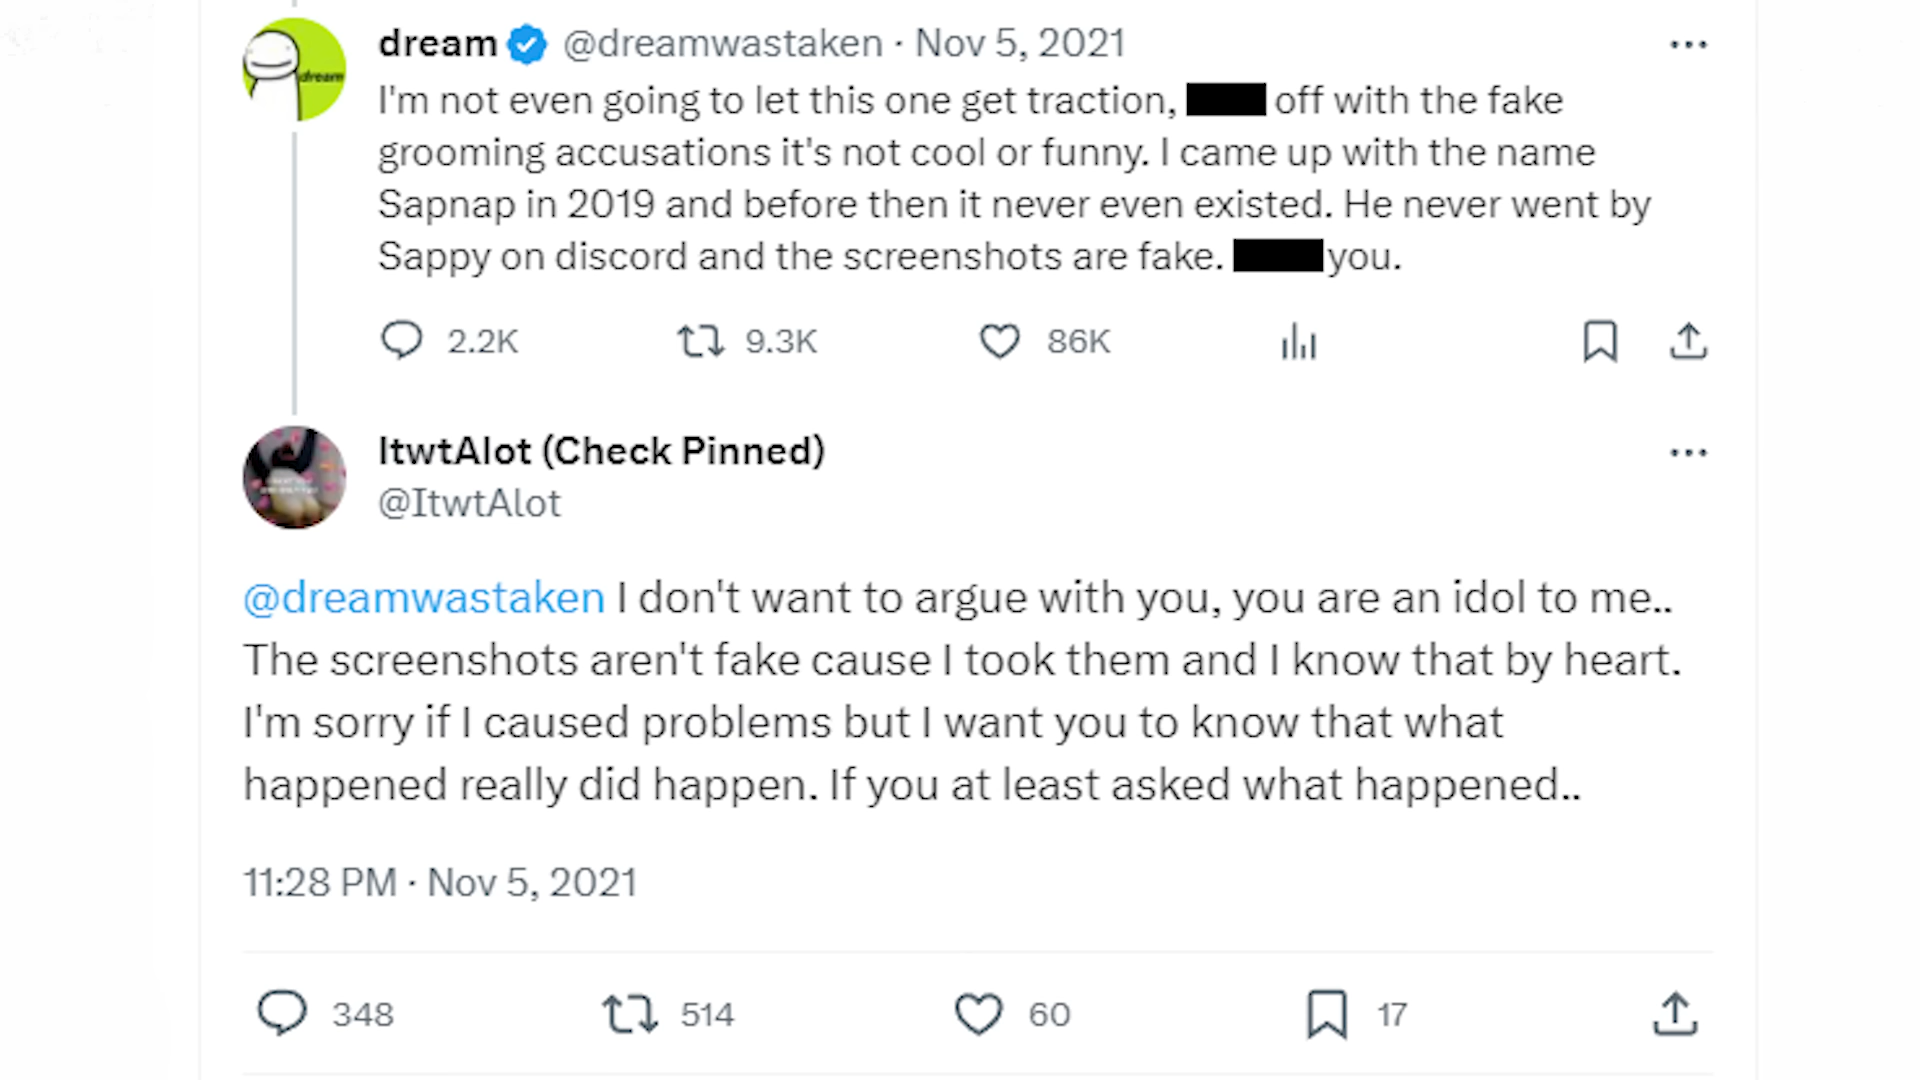 dream @dreamwastaken · Nov 5, 2021
dream
I'm not even going to let this one get traction, off with the fake
grooming accusations it's not cool or funny. I came up with the name
Sapnap in 2019 and before then it never even existed. He never went by
Sappy on discord and the screenshots are fake. you.
2.2K 9.3K 86K
ItwtAlot (Check Pinned)
@ItwtAlot
@dreamwastaken I don't want to argue with you, you are an idol to me..
The screenshots aren't fake cause I took them and I know that by heart.
I'm sorry if I caused problems but I want you to know that what
happened really did happen. If you at least asked what happened..
11:28 PM · Nov 5, 2021
348 514 60 17